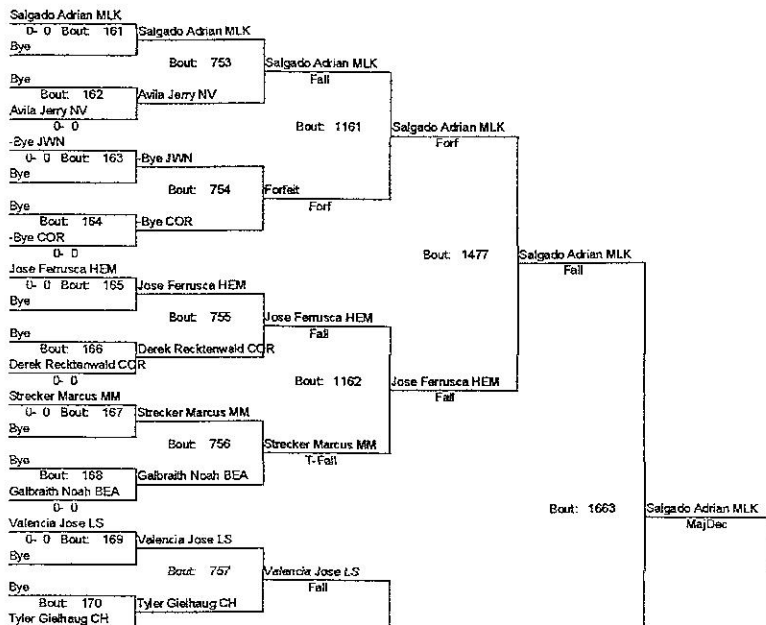 Salgado Adrian MLK
0- 0 Bout: 161 Salgado Adrian MLK
Bye
Bout: 753 Salgado Adrian MLK
Bye Fall
Bout: 162 Avila Jerry NV
Avila Jerry NV
0- 0
Bout: 1161 Salgado Adrian MLK
-Bye JWN Forf
0- 0 Bout: 163 -Bye JWN
Bye
Bout: 754 Forfeit
Bye Forf
Bout: 164 -Bye COR
-Bye COR
0- 0
Bout: 1477 Salgado Adrian MLK
Fall
Jose Ferrusca HEM
0- 0 Bout: 165 Jose Ferrusca HEM
Bye
Bout: 755 Jose Ferrusca HEM
Bye Fall
Bout: 166 Derek Recktenwald COR
Derek Recktenwald COR
0- 0
Bout: 1162 Jose Ferrusca HEM
Strecker Marcus MM Fall
0- 0 Bout: 167 Strecker Marcus MM
Bye
Bout: 756 Strecker Marcus MM
Bye T-Fall
Bout: 168 Galbraith Noah BEA
Galbraith Noah BEA
0- 0
Bout: 1663 Salgado Adrian MLK
MajDec
Valencia Jose LS
0- 0 Bout: 169 Valencia Jose LS
Bye
Bout: 757 Valencia Jose LS
Bye Fall
Bout: 170 Tyler Gielhaug CH
Tyler Gielhaug CH